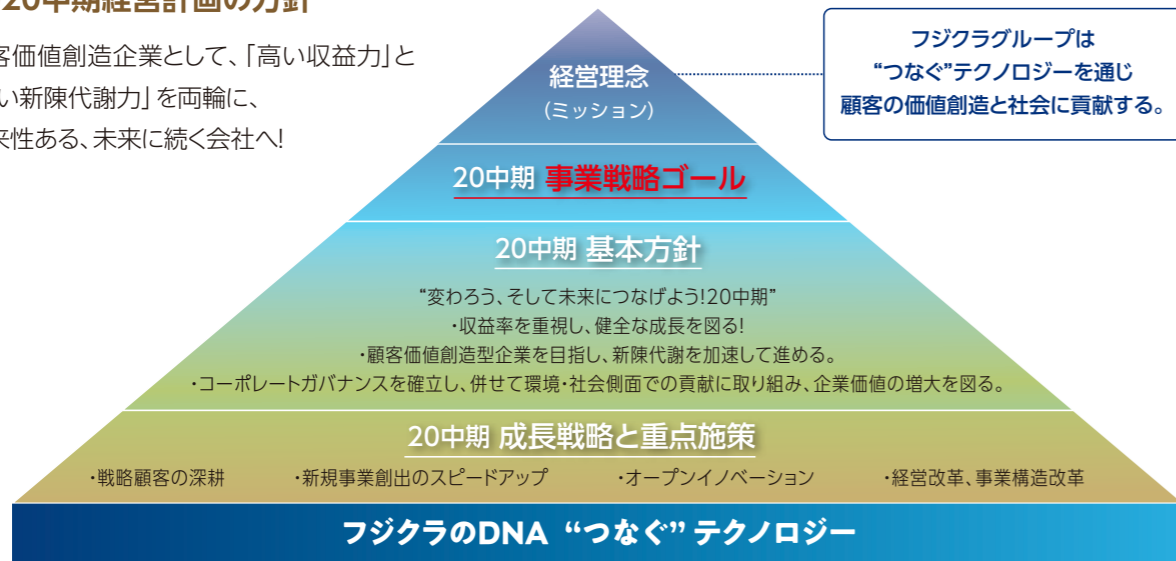 20中期経営計画の方針
客価値創造企業として、「高い収益力」と
い新陳代謝力」を両輪に、
来性ある、未来に続く会社へ!
経営理念
(ミッション)
フジクラグループは
“つなぐ”テクノロジーを通じ
顧客の価値創造と社会に貢献する。
20中期 事業戦略ゴール
20中期 基本方針
“変わろう、そして未来につなげよう!20中期”
・収益率を重視し、健全な成長を図る!
・顧客価値創造型企業を目指し、新陳代謝を加速して進める。
・コーポレートガバナンスを確立し、併せて環境・社会側面での貢献に取り組み、企業価値の増大を図る。
20中期 成長戦略と重点施策
・戦略顧客の深耕 ・新規事業創出のスピードアップ ・オープンイノベーション ・経営改革、事業構造改革
フジクラのDNA “つなぐ” テクノロジー